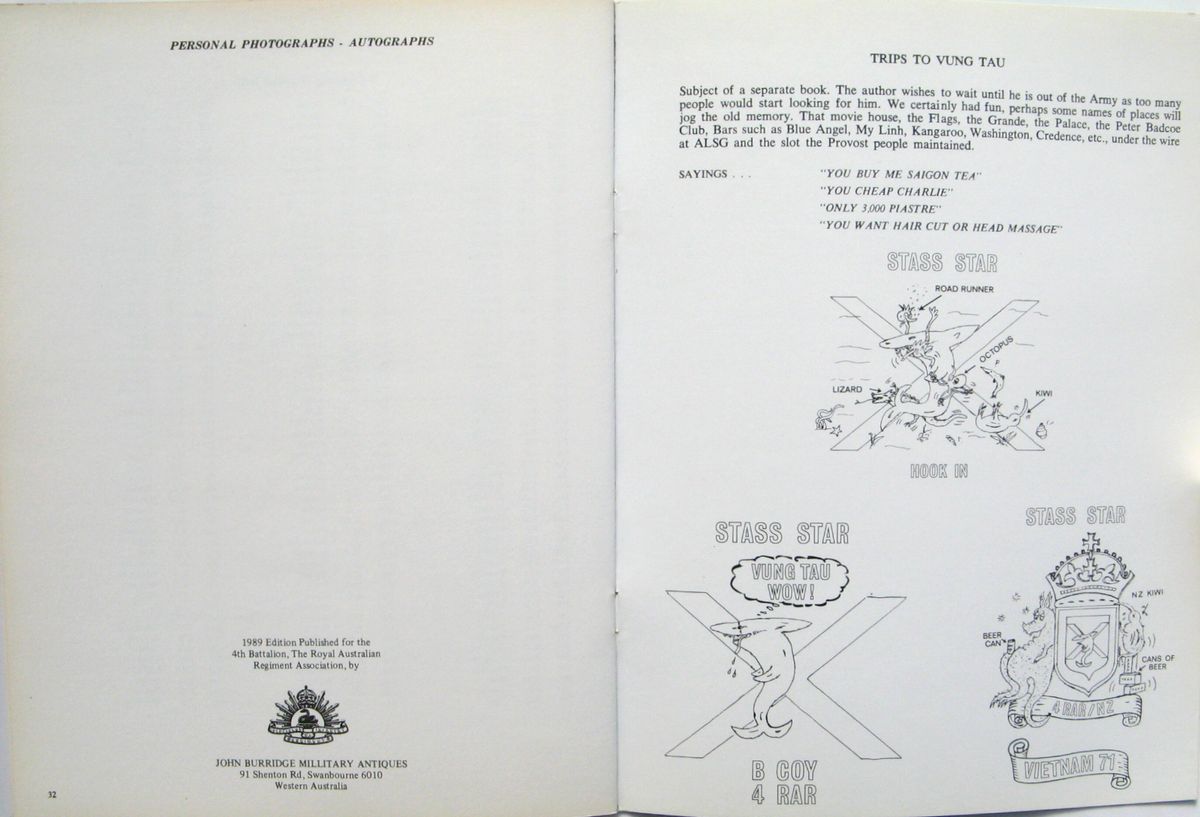 PERSONAL PHOTOGRAPHS - AUTOGRAPHS
1989 Edition Published for the
4th Battalion, The Royal Australian
Regiment Association, by
JOHN BURRIDGE MILLITARY ANTIQUES
91 Shenton Rd, Swanbourne 6010
Western Australia
32
TRIPS TO VUNG TAU
Subject of a separate book. The author wishes to wait until he is out of the Army as too many
people would start looking for him. We certainly had fun, perhaps some names of places will
jog the old memory. That movie house, the Flags, the Grande, the Palace, the Peter Badcoe
Club, Bars such as Blue Angel, My Linh, Kangaroo, Washington, Credence, etc., under the wire
at ALSG and the slot the Provost people maintained.
SAYINGS . . .
"YOU BUY ME SAIGON TEA"
"YOU CHEAP CHARLIE"
"ONLY 3,000 PIASTRE"
"YOU WANT HAIR CUT OR HEAD MASSAGE"
STASS STAR
ROAD RUNNER
OCTOPUS
LIZARD
KIWI
HOOK IN
STASS STAR
VUNG TAU
WOW!
B COY
4 RAR
STASS STAR
N.Z KIWI
BEER
CAN
CANS OF
BEER
4 RAR/NZ
VIETNAM 71